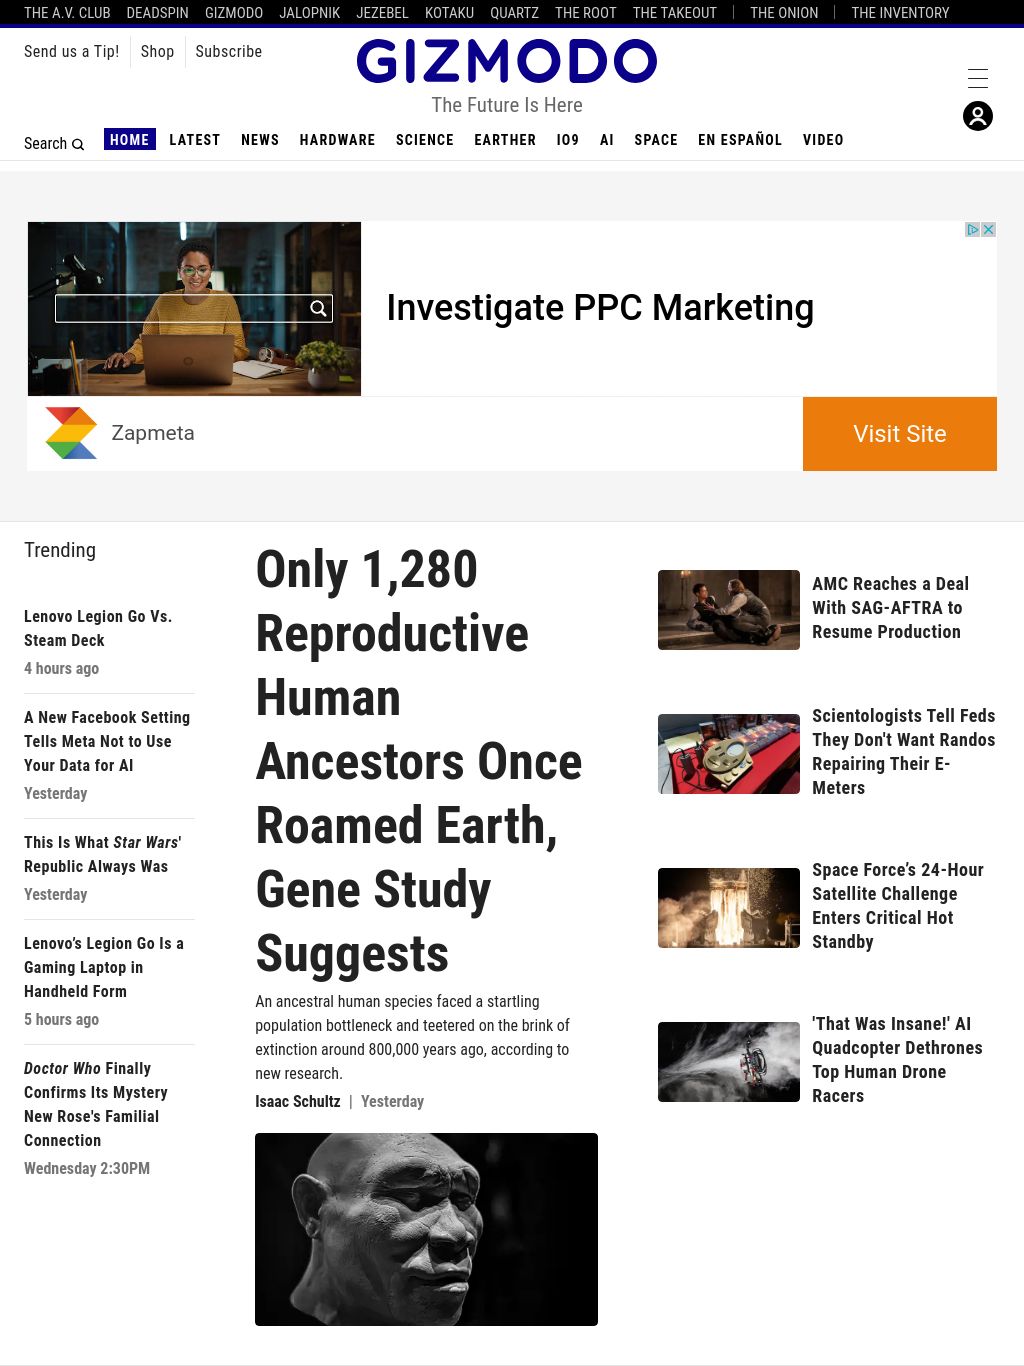 THE A.V. CLUB DEADSPIN GIZMODO JALOPNIK JEZEBEL KOTAKU QUARTZ THE ROOT THE TAKEOUT THE ONION THE INVENTORY
Send us a Tip! Shop Subscribe
GIZMODO
The Future Is Here
Search HOME LATEST NEWS HARDWARE SCIENCE EARTHER IO9 AI SPACE EN ESPAÑOL VIDEO
Investigate PPC Marketing
Zapmeta
Visit Site
Trending
Lenovo Legion Go Vs.
Steam Deck
4 hours ago
A New Facebook Setting
Tells Meta Not to Use
Your Data for AI
Yesterday
This Is What Star Wars'
Republic Always Was
Yesterday
Lenovo’s Legion Go Is a
Gaming Laptop in
Handheld Form
5 hours ago
Doctor Who Finally
Confirms Its Mystery
New Rose's Familial
Connection
Wednesday 2:30PM
Only 1,280
Reproductive
Human
Ancestors Once
Roamed Earth,
Gene Study
Suggests
An ancestral human species faced a startling
population bottleneck and teetered on the brink of
extinction around 800,000 years ago, according to
new research.
Isaac Schultz | Yesterday
AMC Reaches a Deal
With SAG-AFTRA to
Resume Production
Scientologists Tell Feds
They Don't Want Randos
Repairing Their E-
Meters
Space Force’s 24-Hour
Satellite Challenge
Enters Critical Hot
Standby
'That Was Insane!' AI
Quadcopter Dethrones
Top Human Drone
Racers